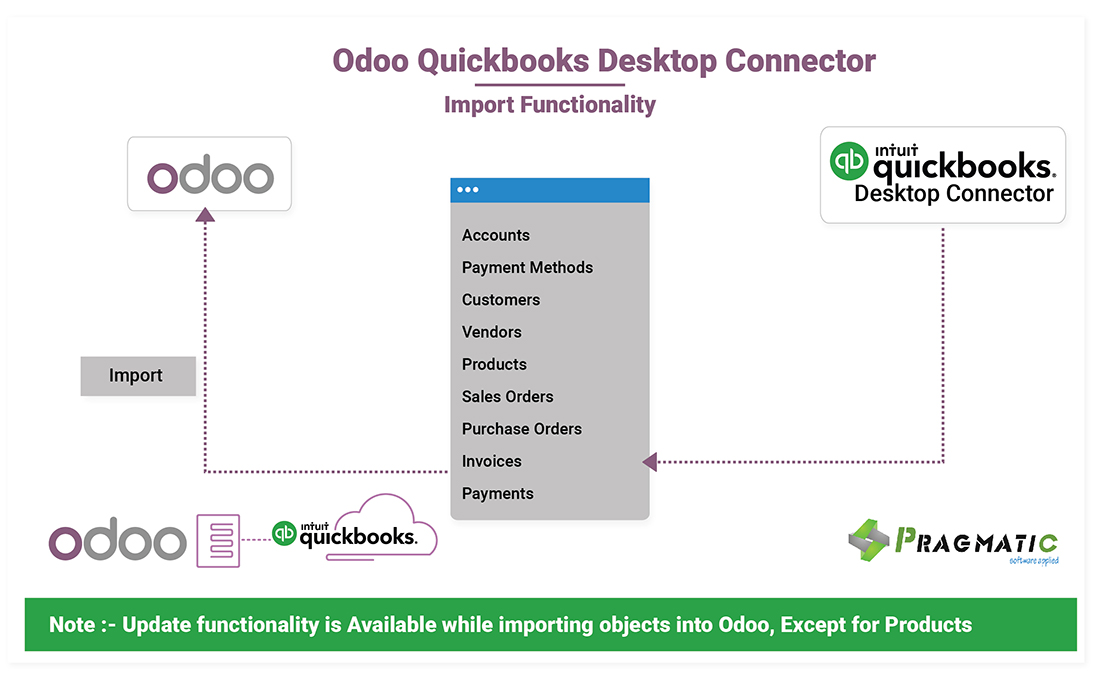 Odoo Quickbooks Desktop Connector
Import Functionality
odoo
qb intuit
quickbooks.
Desktop Connector
Accounts
Payment Methods
Customers
Vendors
Products
Sales Orders
Purchase Orders
Invoices
Payments
Import
odoo
qb intuit
quickbooks.
PRAGMATIC
software applied
Note :- Update functionality is Available while importing objects into Odoo, Except for Products